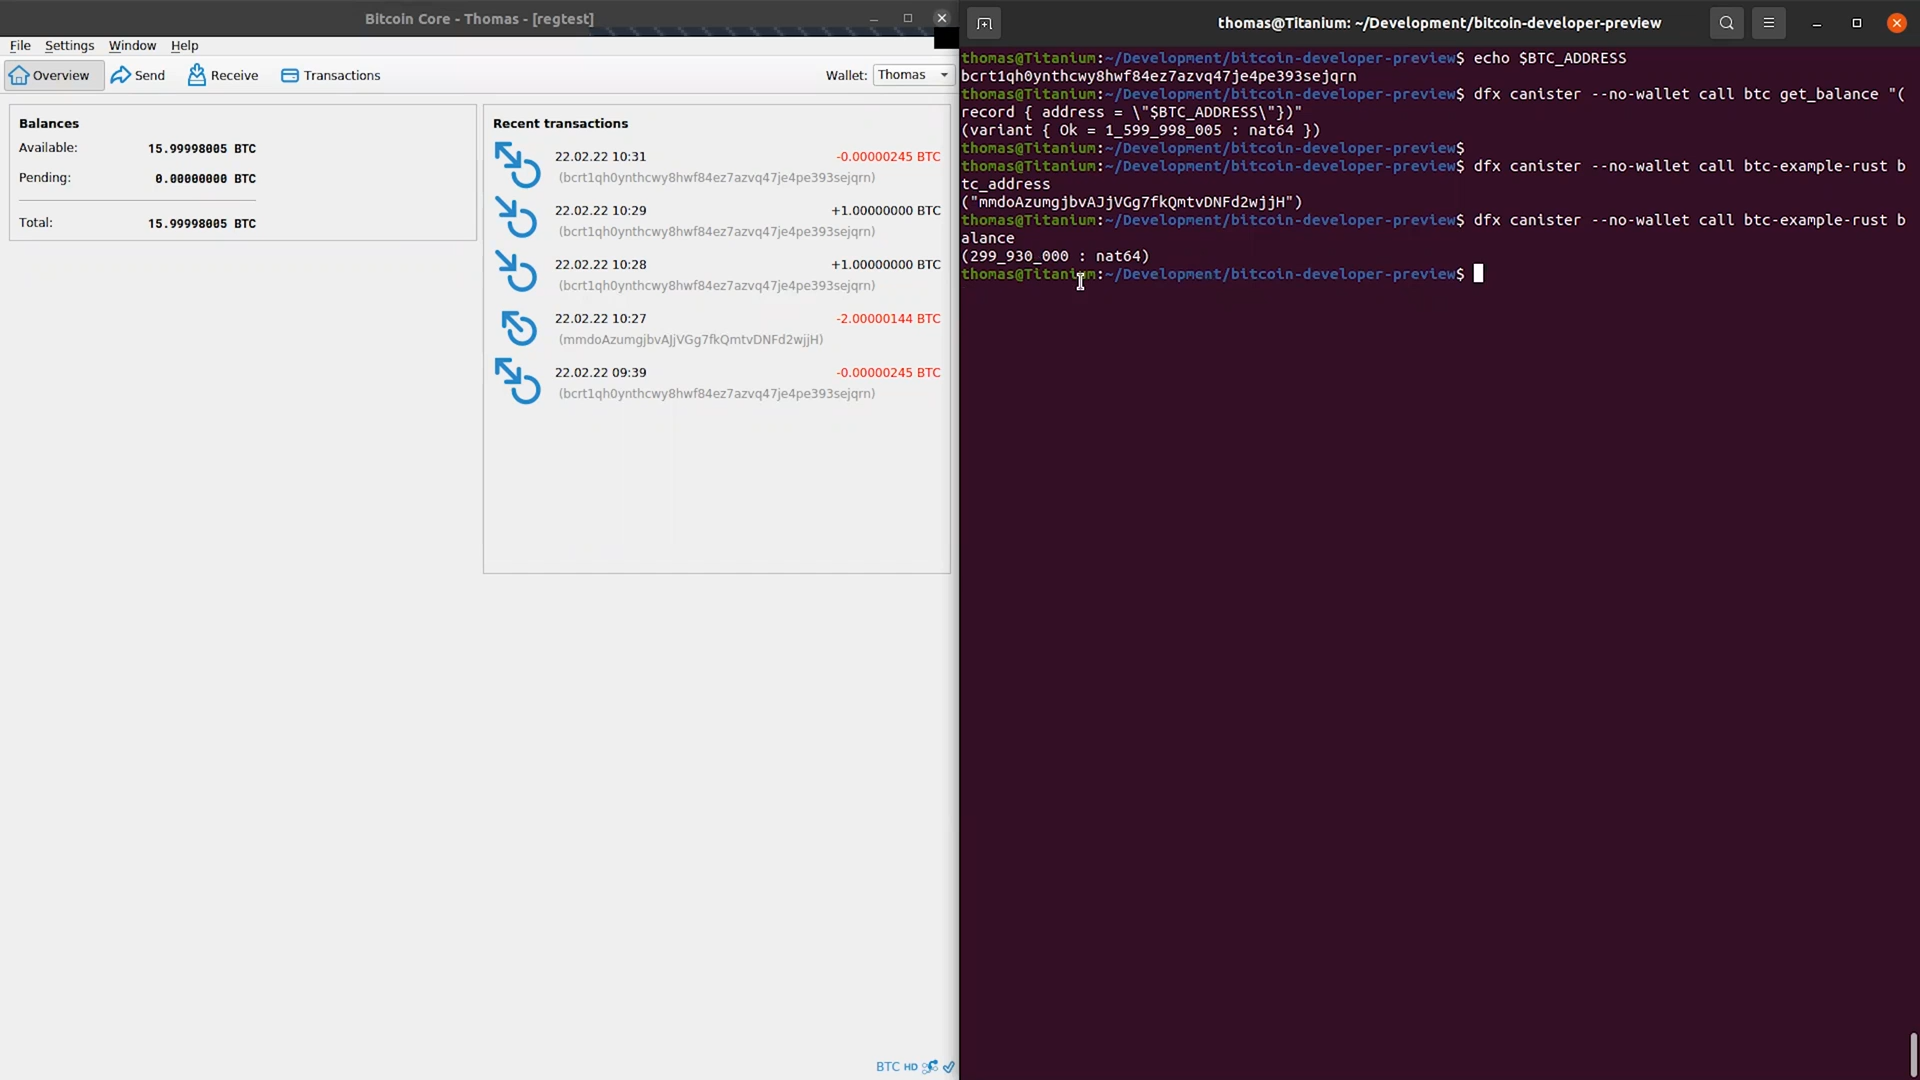 Bitcoin Core - Thomas - [regtest]
File Settings Window Help
Overview Send Receive Transactions Wallet: Thomas
Balances
Available: 15.99998005 BTC
Pending: 0.00000000 BTC
Total: 15.99998005 BTC
Recent transactions
22.02.22 10:31 -0.00000245 BTC
(bcrt1qh0ynthcwy8hwf84ez7azvq47je4pe393sejqrn)
22.02.22 10:29 +1.00000000 BTC
(bcrt1qh0ynthcwy8hwf84ez7azvq47je4pe393sejqrn)
22.02.22 10:28 +1.00000000 BTC
(bcrt1qh0ynthcwy8hwf84ez7azvq47je4pe393sejqrn)
22.02.22 10:27 -2.00000144 BTC
(mmdoAzumgjbvAJjVGg7fkQmtvDNFd2wjjH)
22.02.22 09:39 -0.00000245 BTC
(bcrt1qh0ynthcwy8hwf84ez7azvq47je4pe393sejqrn)
BTC HD
thomas@Titanium: ~/Development/bitcoin-developer-preview
thomas@Titanium:~/Development/bitcoin-developer-preview$ echo $BTC_ADDRESS
bcrt1qh0ynthcwy8hwf84ez7azvq47je4pe393sejqrn
thomas@Titanium:~/Development/bitcoin-developer-preview$ dfx canister --no-wallet call btc get_balance "(
record { address = \"$BTC_ADDRESS\"})"
(variant { Ok = 1_599_998_005 : nat64 })
thomas@Titanium:~/Development/bitcoin-developer-preview$
thomas@Titanium:~/Development/bitcoin-developer-preview$ dfx canister --no-wallet call btc-example-rust b
tc_address
("mmdoAzumgjbvAJjVGg7fkQmtvDNFd2wjjH")
thomas@Titanium:~/Development/bitcoin-developer-preview$ dfx canister --no-wallet call btc-example-rust b
alance
(299_930_000 : nat64)
thomas@Titanium:~/Development/bitcoin-developer-preview$